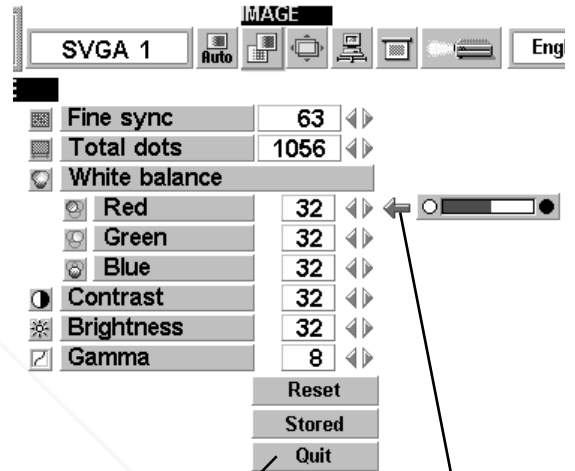 IMAGE
SVGA 1 Auto Engl
Fine sync 63
Total dots 1056
White balance
Red 32
Green 32
Blue 32
Contrast 32
Brightness 32
Gamma 8
Reset
Stored
Quit